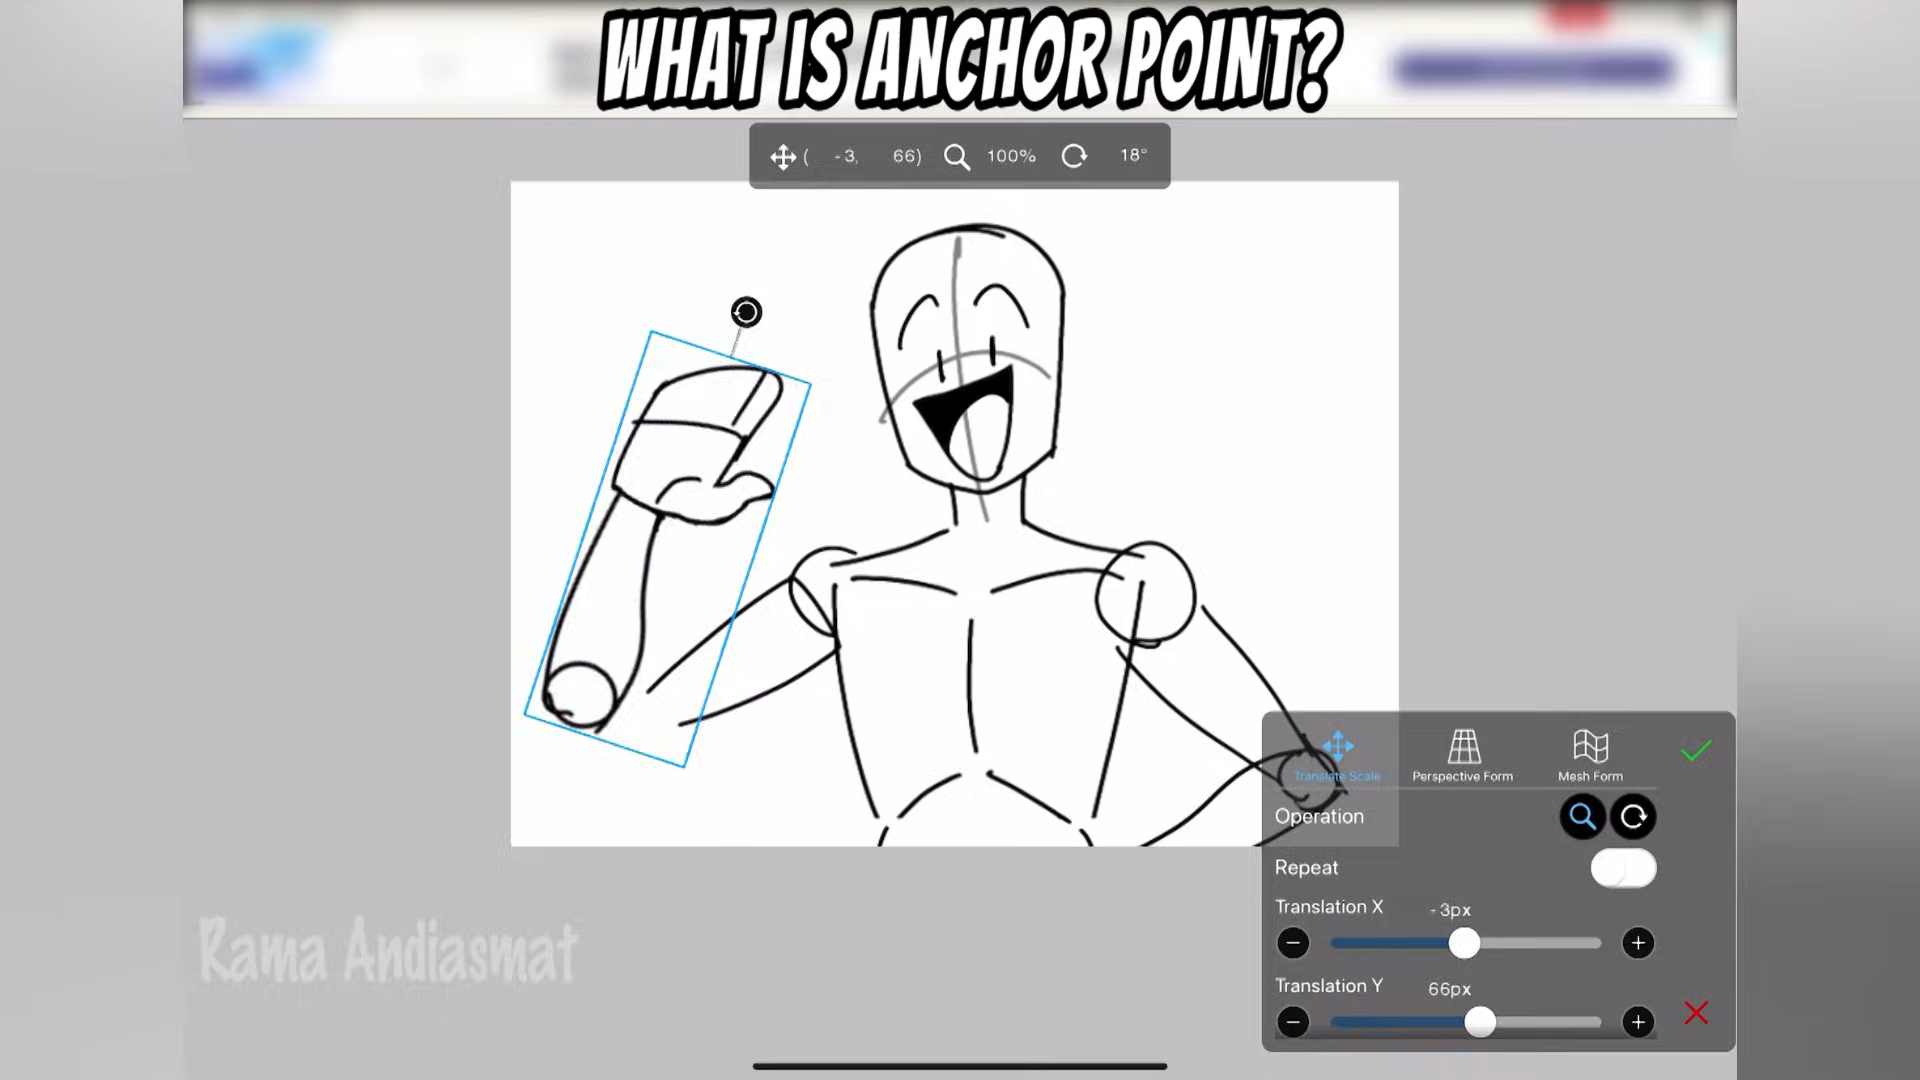 WHAT IS ANCHOR POINT?
( -3, 66) 100% 18°
Translate Scale Perspective Form Mesh Form
Operation
Repeat
Translation X -3px
Translation Y 66px
Rama Andiasmat